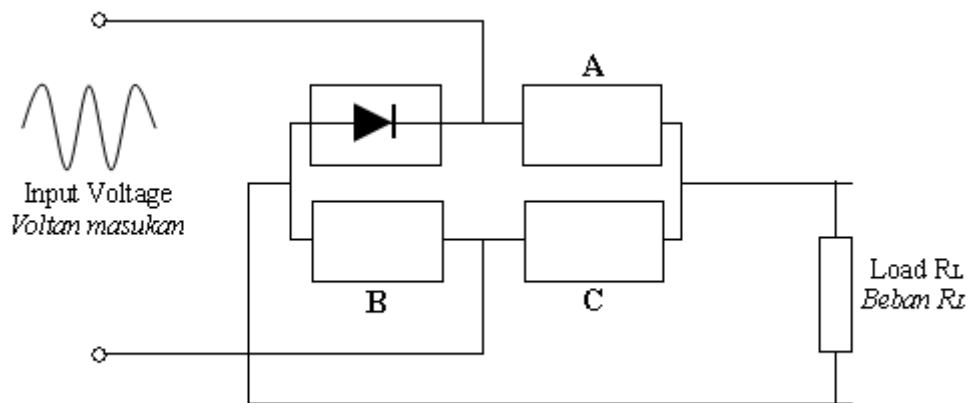 A
Input Voltage
Voltan masukan
B
C
Load RL
Beban RL